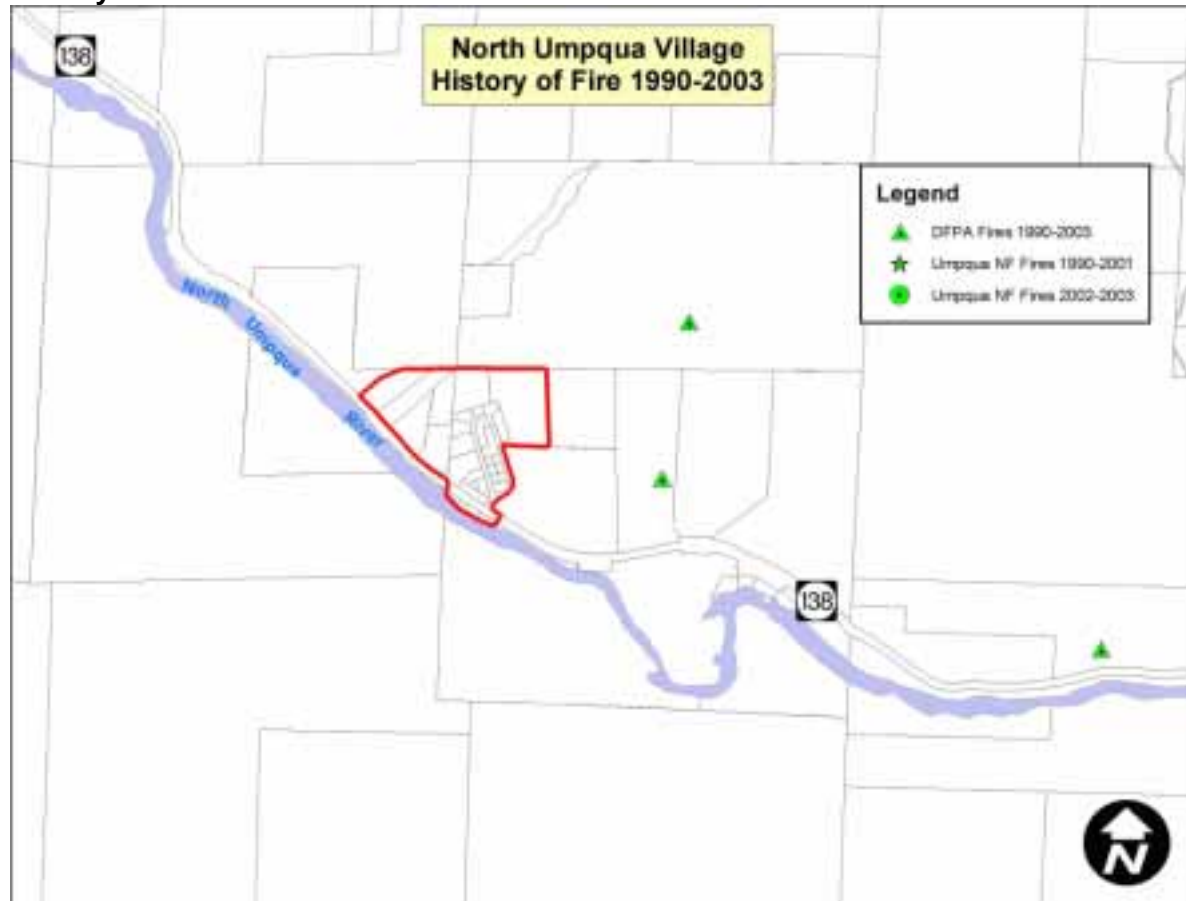 138
North Umpqua Village
History of Fire 1990-2003
Legend
DFPA Fires 1990-2003
Umpqua NF Fires 1990-2001
Umpqua NF Fires 2002-2003
North
Umpqua
River
138
N